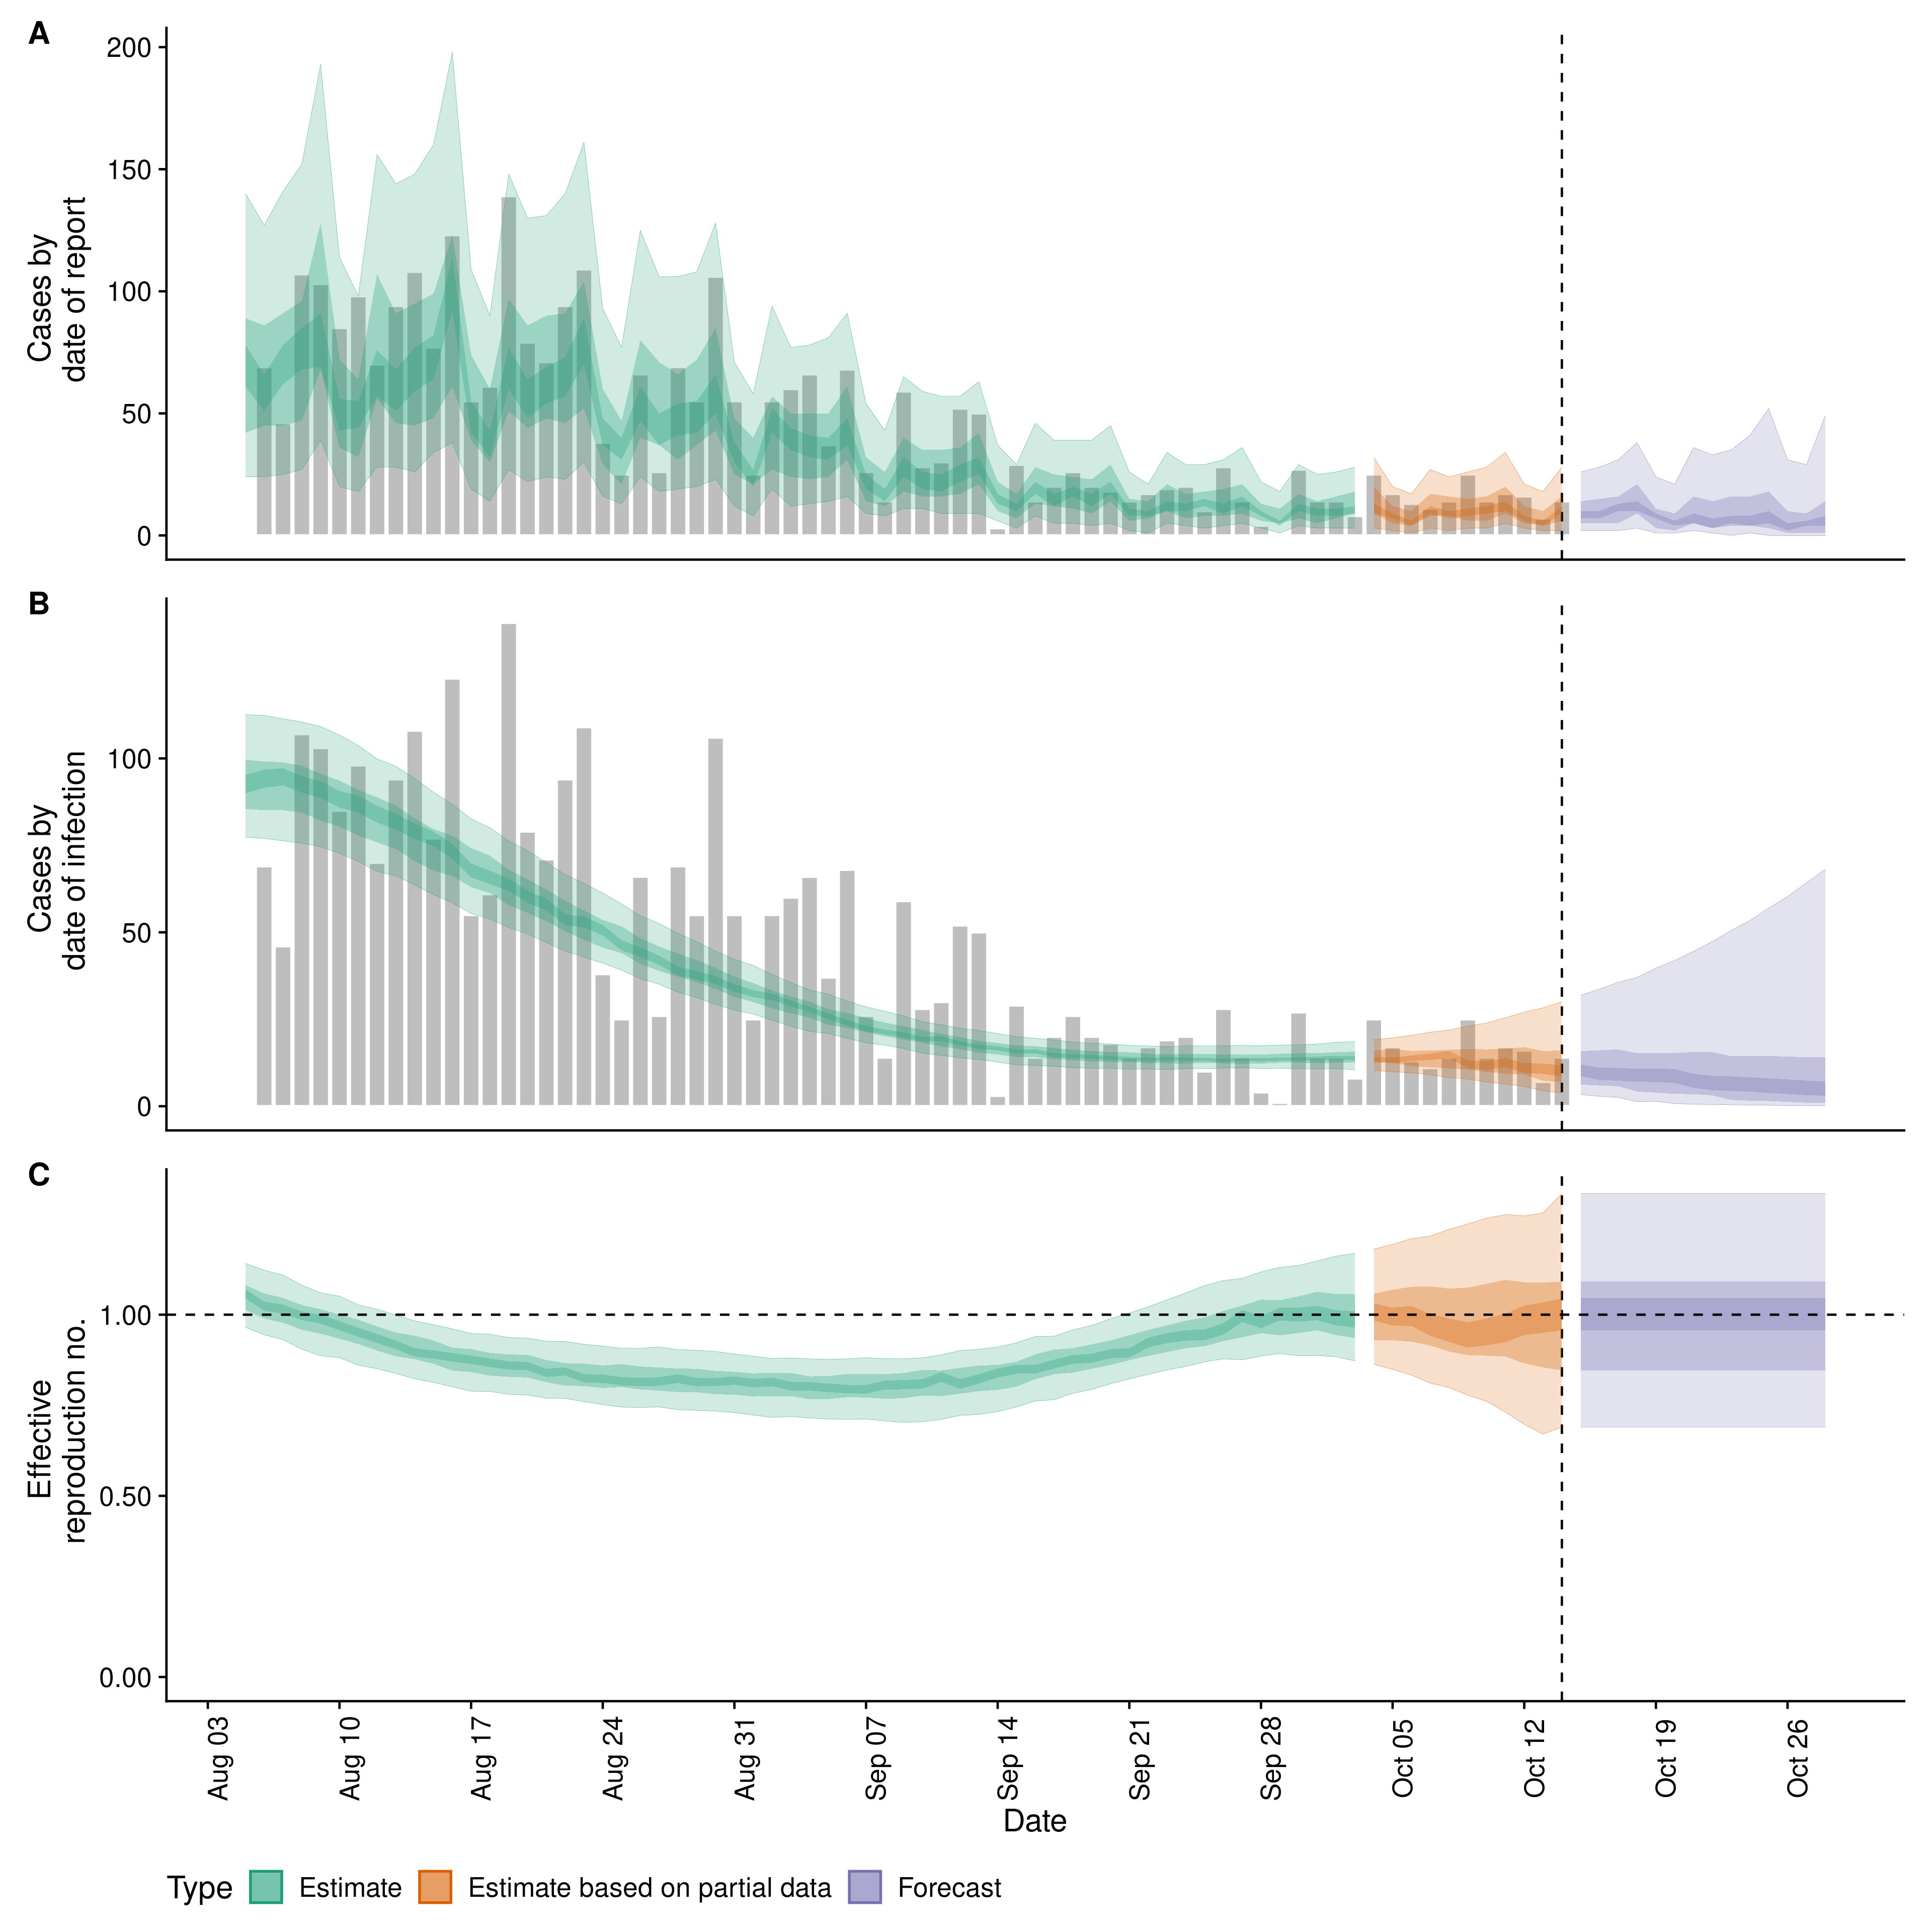 A
200
150
100
50
0
Cases by
date of report
B
100
50
0
Cases by
date of infection
C
1.00
0.50
0.00
Effective
reproduction no.
Aug 03
Aug 10
Aug 17
Aug 24
Aug 31
Sep 07
Sep 14
Sep 21
Sep 28
Oct 05
Oct 12
Oct 19
Oct 26
Date
Type Estimate Estimate based on partial data Forecast